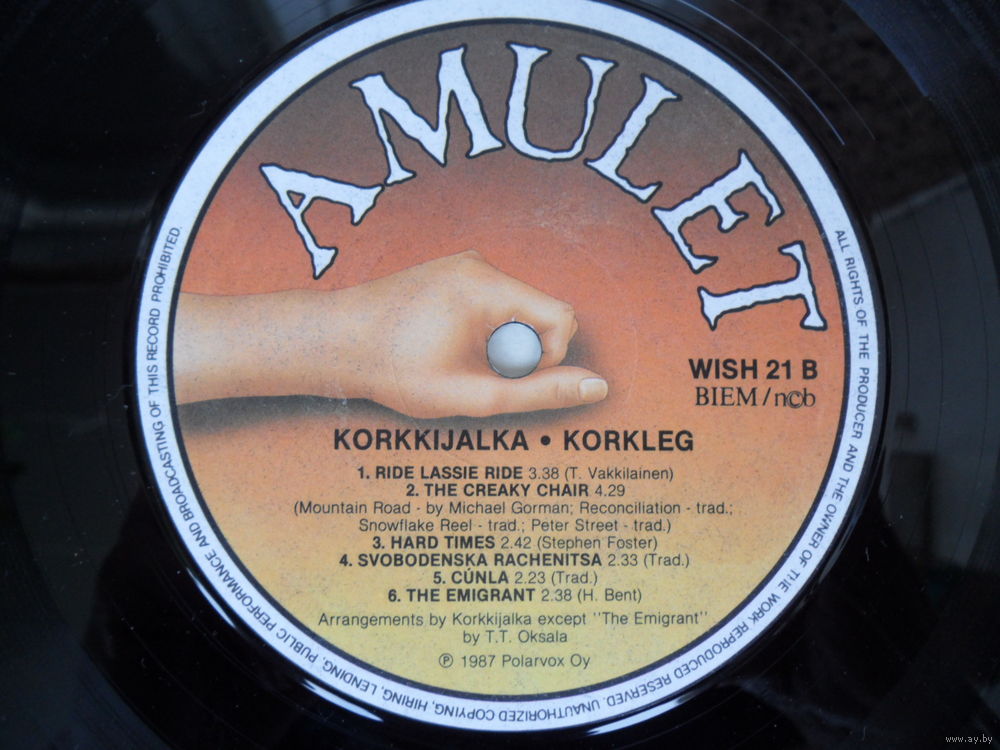 AMULET
WISH 21 B
BIEM/n©b
KORKKIJALKA • KORKLEG
1. RIDE LASSIE RIDE 3.38 (T. Vakkilainen)
2. THE CREAKY CHAIR 4.29
(Mountain Road - by Michael Gorman; Reconciliation - trad.;
Snowflake Reel - trad.; Peter Street - trad.)
3. HARD TIMES 2.42 (Stephen Foster)
4. SVOBODENSKA RACHENITSA 2.33 (Trad.)
5. CÚNLA 2.23 (Trad.)
6. THE EMIGRANT 2.38 (H. Bent)
Arrangements by Korkkijalka except "The Emigrant"
by T.T. Oksala
℗ 1987 Polarvox Oy
ALL RIGHTS OF THE PRODUCER AND THE OWNER OF THE WORK REPRODUCED RESERVED. UNAUTHORIZED COPYING, HIRING, LENDING, PUBLIC PERFORMANCE AND BROADCASTING OF THIS RECORD PROHIBITED.
www.ay.by